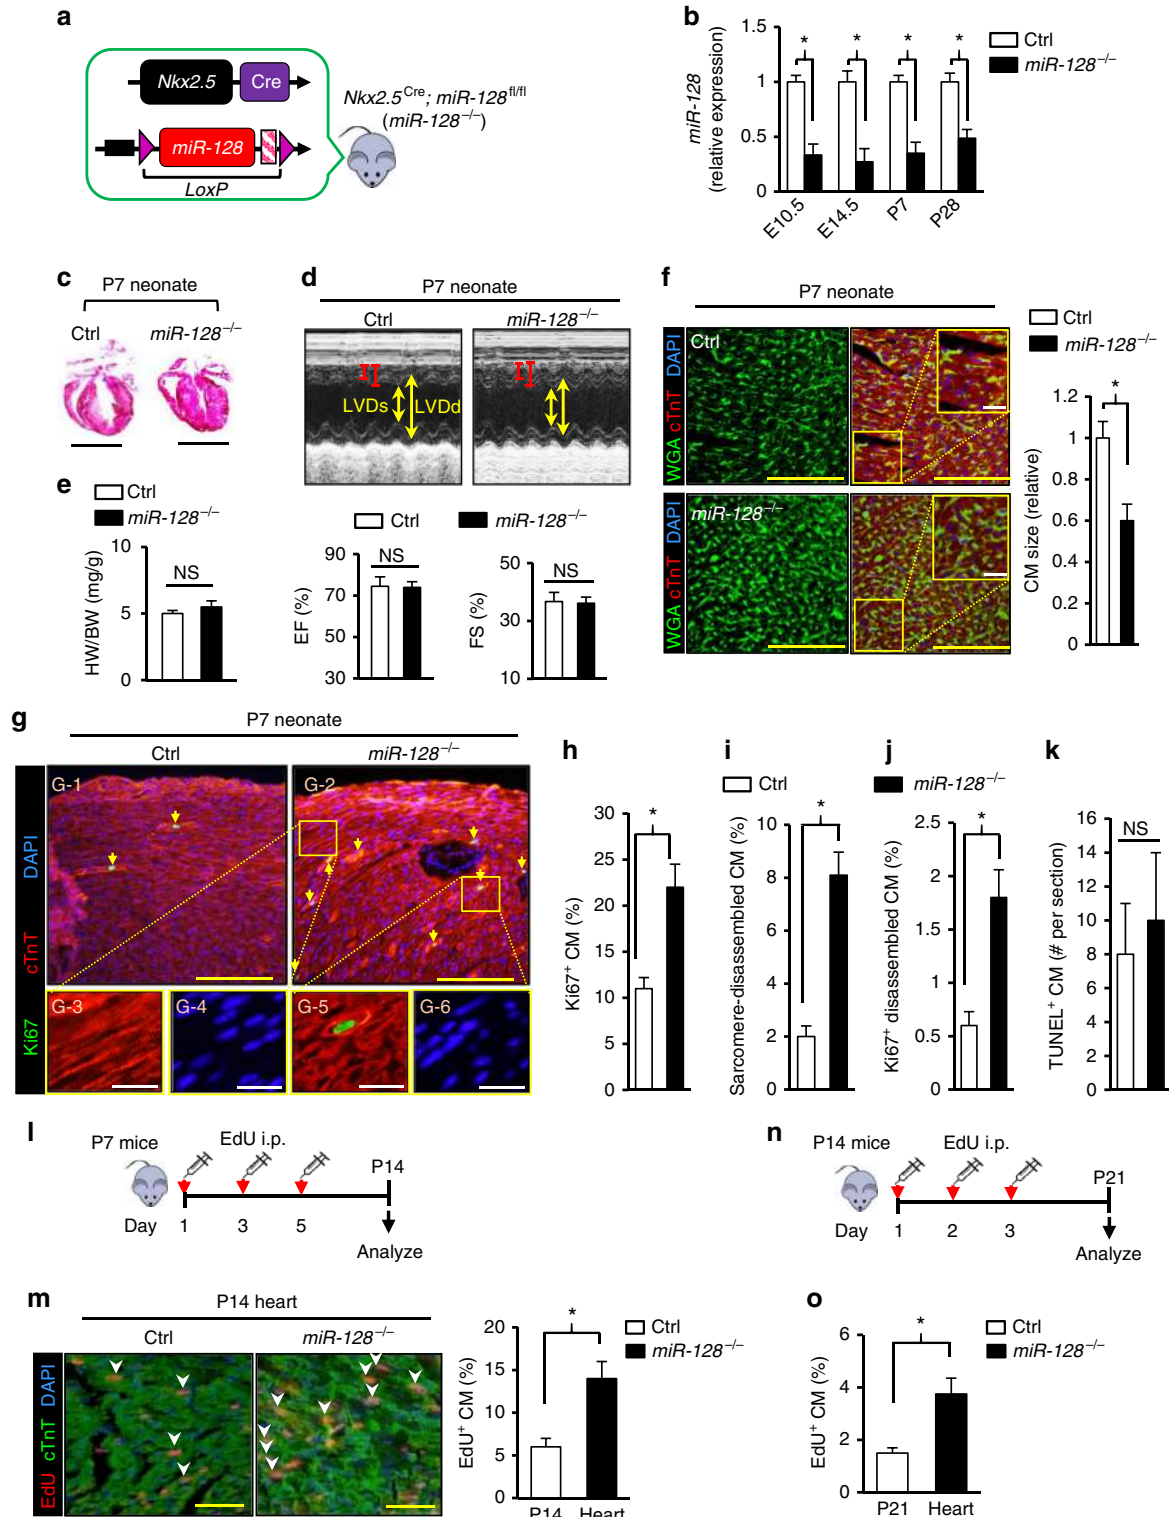 a
Nkx2.5
Cre
miR-128
LoxP
Nkx2.5Cre; miR-128fl/fl
(miR-128−/−)
b
miR-128
(relative expression)
1.5
1
0.5
0
*
*
*
*
E10.5
E14.5
P7
P28
Ctrl
miR-128−/−
c
P7 neonate
Ctrl
miR-128−/−
d
P7 neonate
Ctrl
miR-128−/−
LVDs
LVDd
Ctrl
miR-128−/−
EF (%)
90
70
50
30
NS
FS (%)
50
30
10
NS
e
Ctrl
miR-128−/−
HW/BW (mg/g)
10
5
0
NS
f
P7 neonate
WGA cTnT DAPI
Ctrl
WGA cTnT DAPI
miR-128−/−
Ctrl
miR-128−/−
CM size (relative)
1.2
1
0.8
0.6
0.4
0.2
0
*
g
P7 neonate
Ctrl
miR-128−/−
Ki67 cTnT DAPI
G-1
G-2
G-3
G-4
G-5
G-6
h
i
j
k
Ctrl
miR-128−/−
Ki67+ CM (%)
30
25
20
15
10
5
0
*
Sarcomere-disassembled CM (%)
10
8
6
4
2
0
*
Ki67+ disassembled CM (%)
2.5
2
1.5
1
0.5
0
*
TUNEL+ CM (# per section)
16
14
12
10
8
6
4
2
0
NS
l
P7 mice
EdU i.p.
P14
Day
1
3
5
Analyze
n
P14 mice
EdU i.p.
P21
Day
1
2
3
Analyze
m
P14 heart
Ctrl
miR-128−/−
EdU cTnT DAPI
EdU+ CM (%)
20
15
10
5
0
*
P14 Heart
Ctrl
miR-128−/−
o
EdU+ CM (%)
6
4
2
0
*
P21 Heart
Ctrl
miR-128−/−